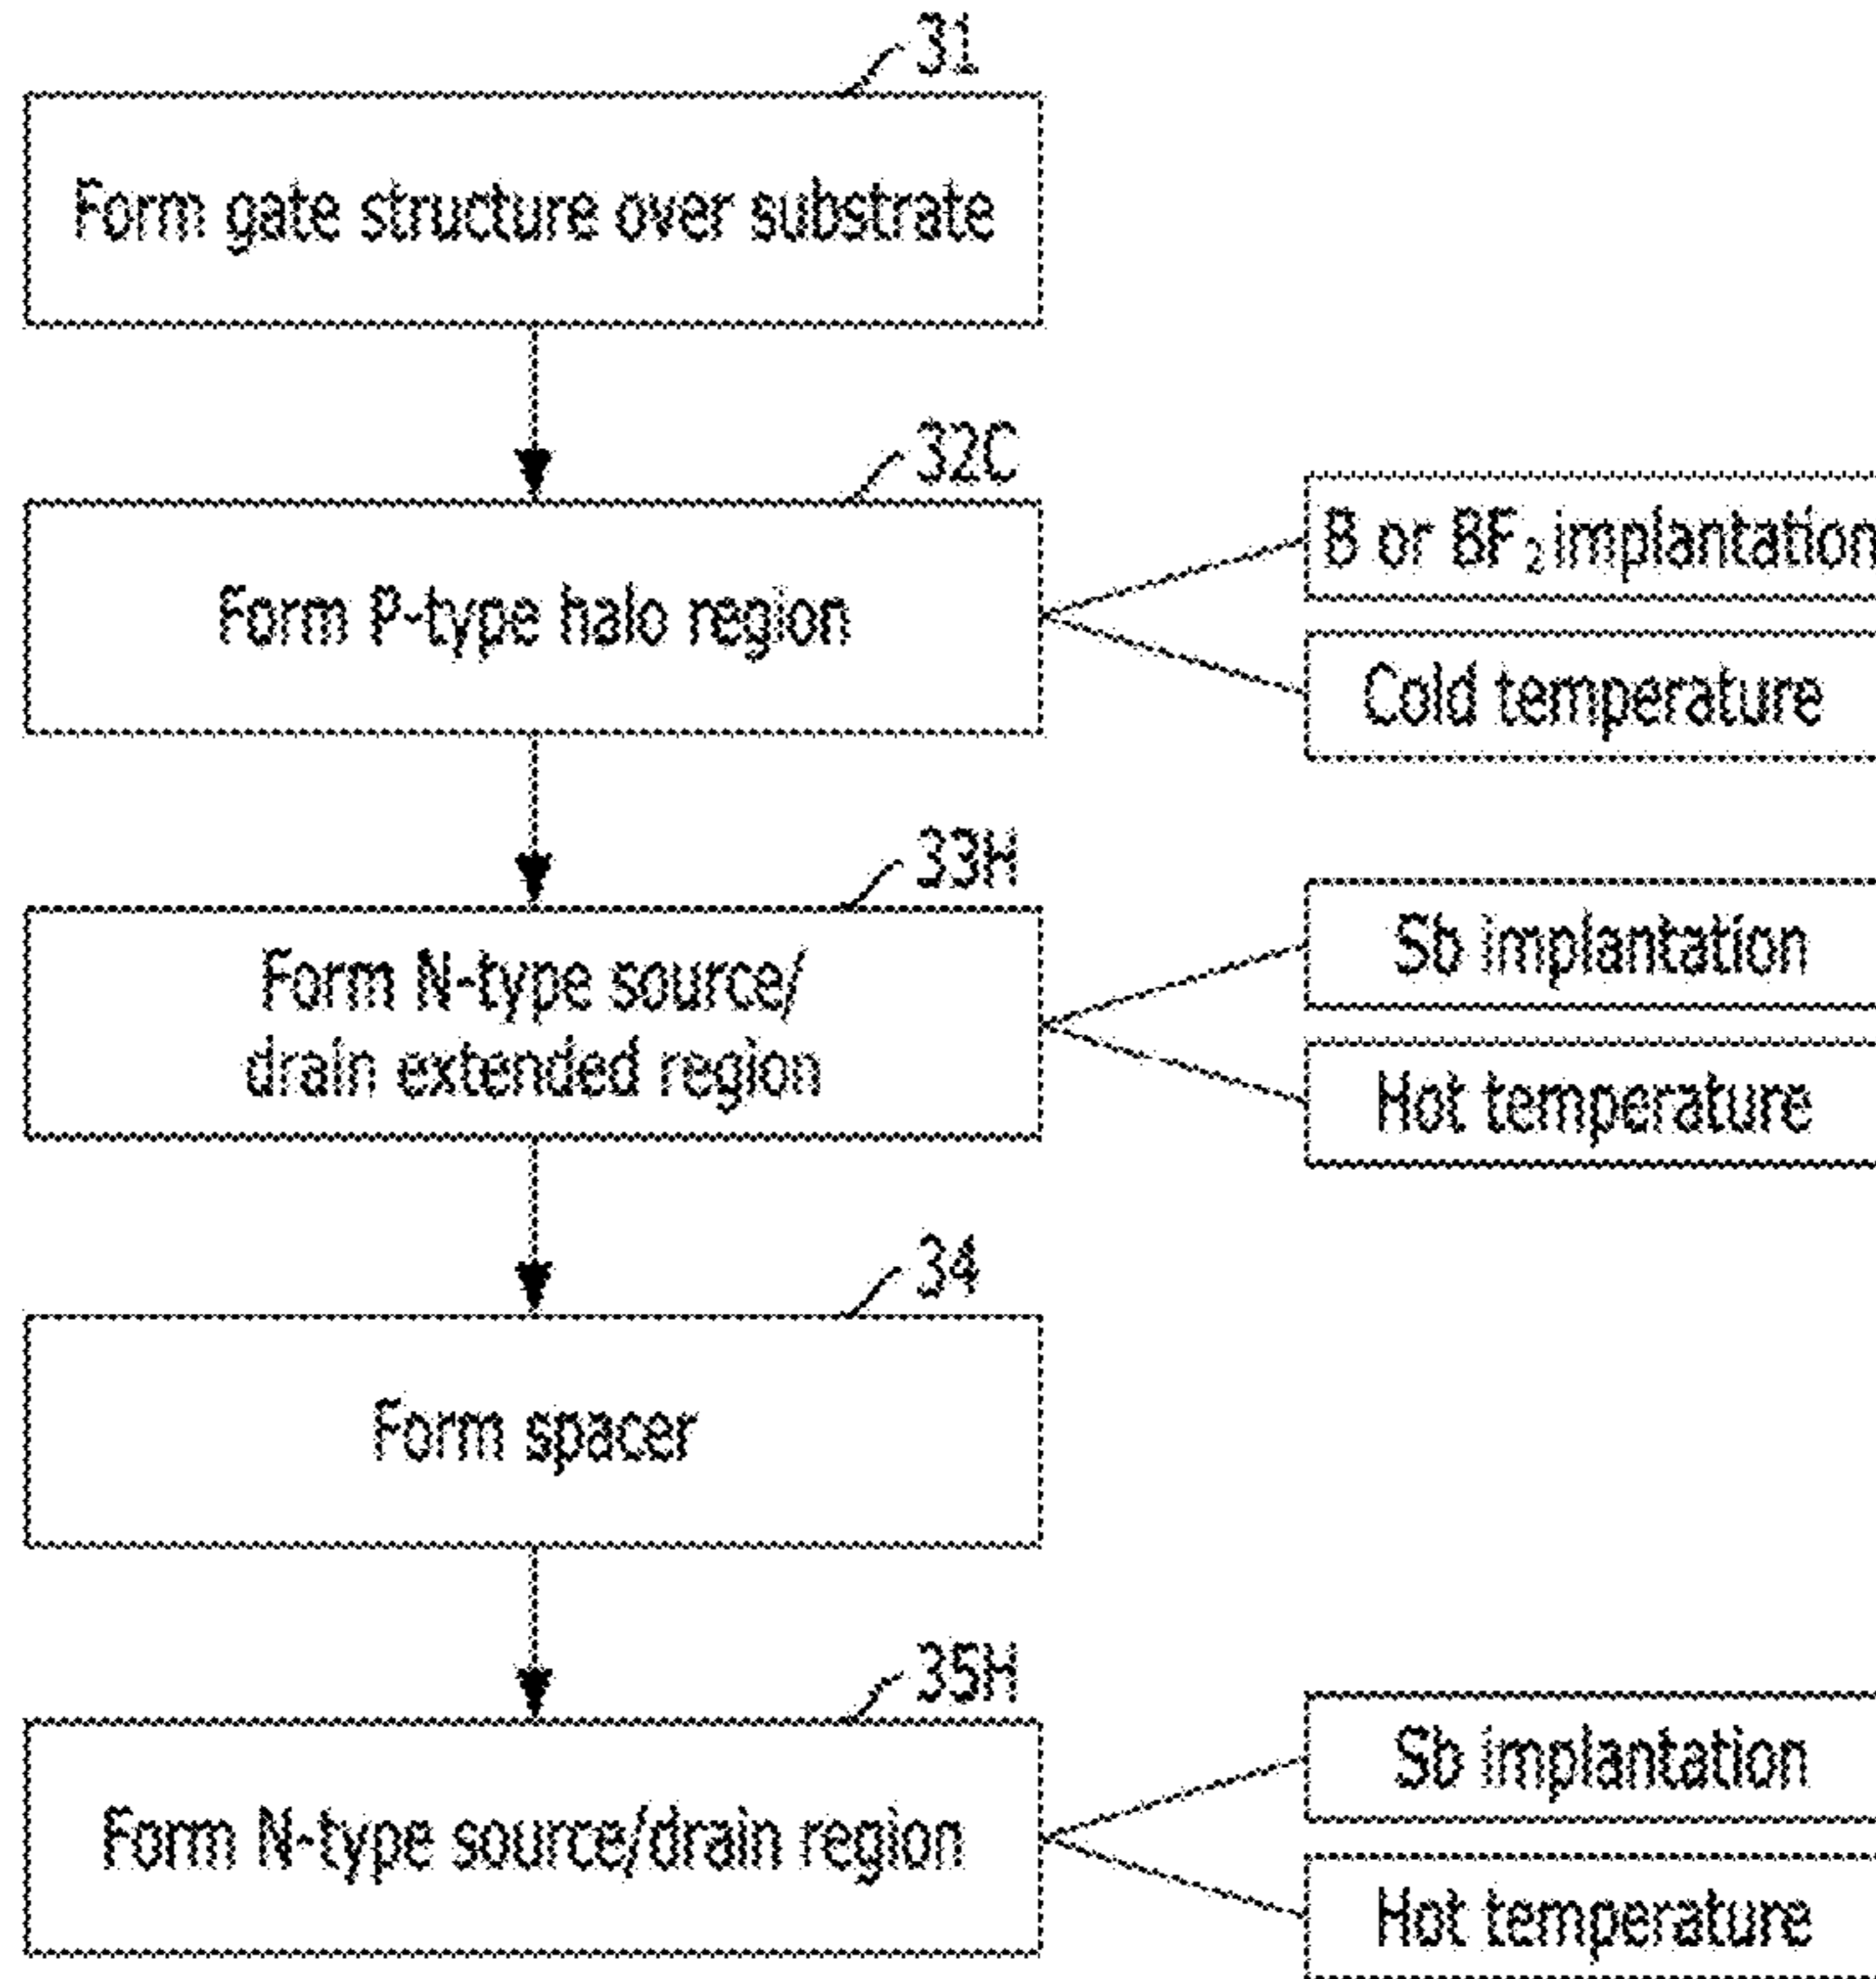 31
Form gate structure over substrate
32C
Form P-type halo region
B or BF₂ implantation
Cold temperature
33H
Form N-type source/
drain extended region
Sb implantation
Hot temperature
34
Form spacer
35H
Form N-type source/drain region
Sb implantation
Hot temperature